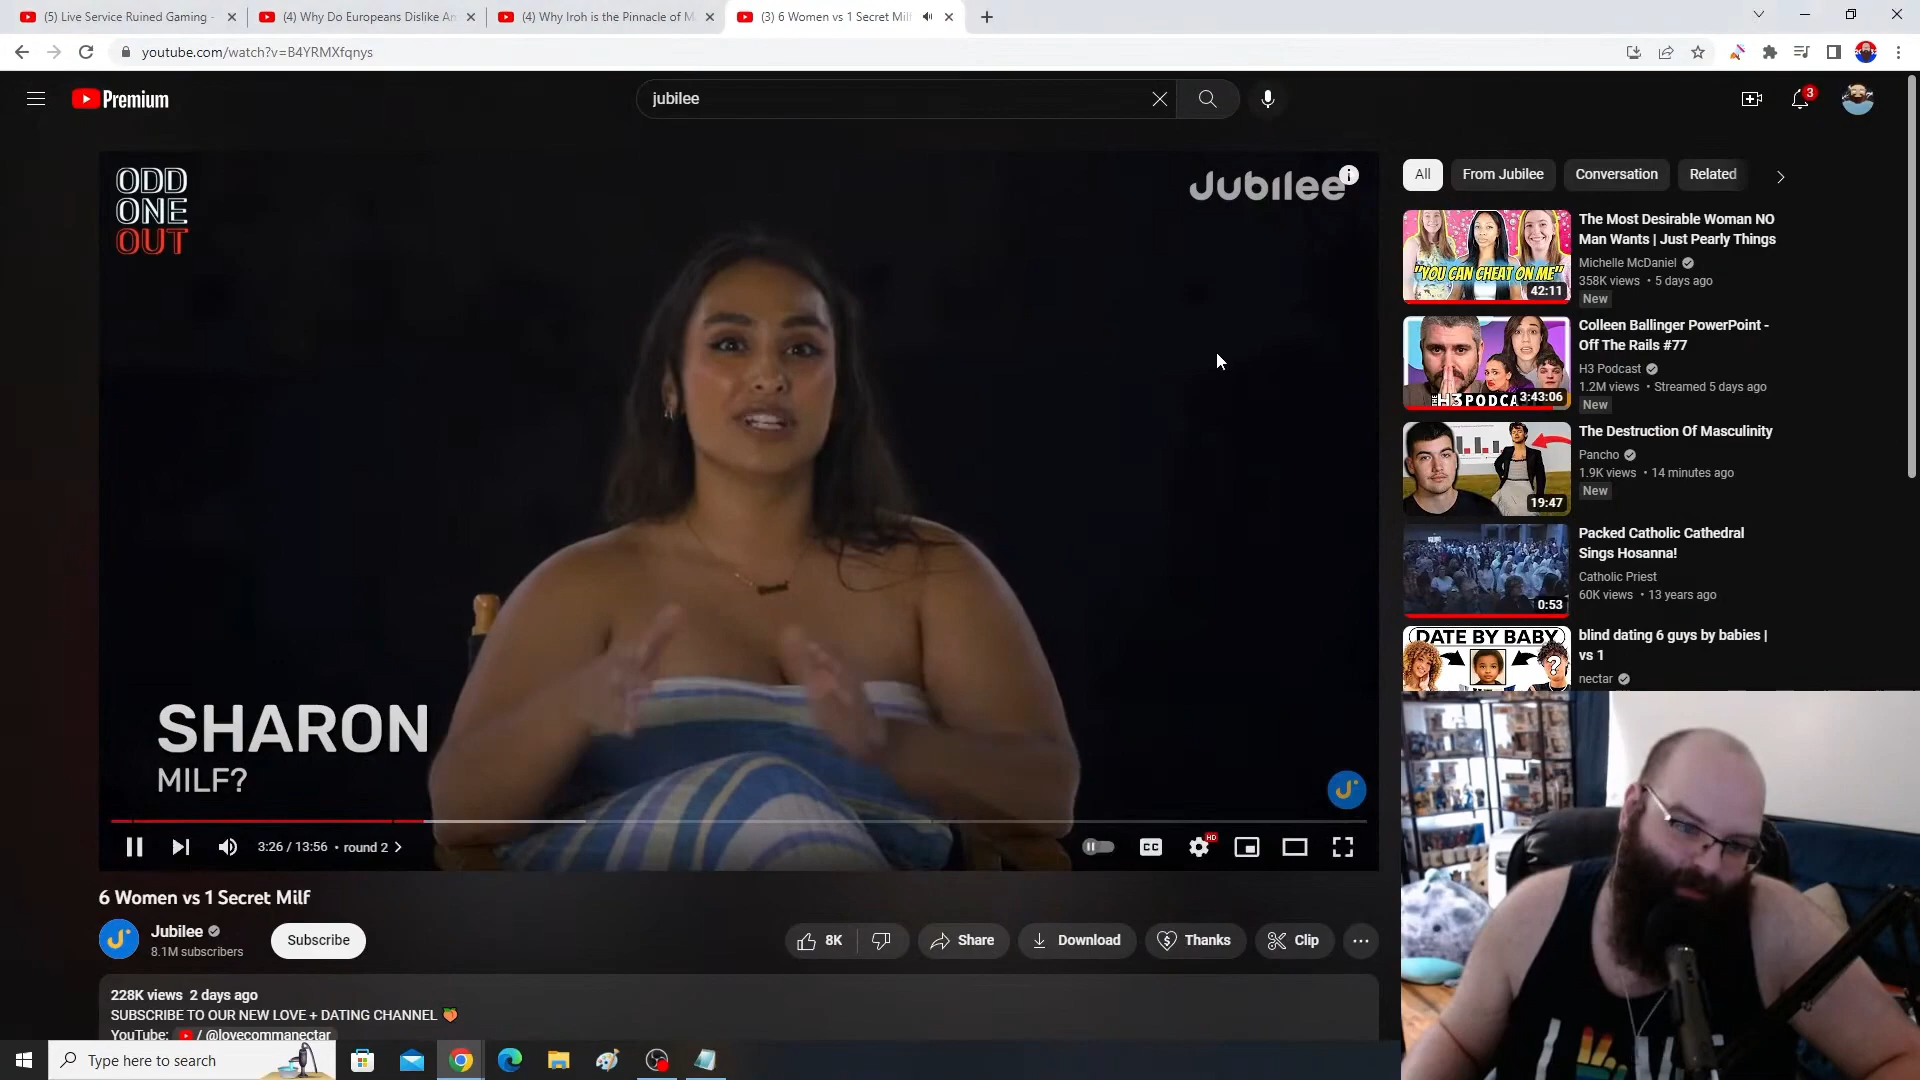 (5) Live Service Ruined Gaming -
(4) Why Do Europeans Dislike Am
(4) Why Iroh is the Pinnacle of M
(3) 6 Women vs 1 Secret Milf
youtube.com/watch?v=B4YRMXfqnys
Premium
jubilee
3
ODD
ONE
OUT
Jubilee
SHARON
MILF?
3:26 / 13:56 • round 2
CC
HD
6 Women vs 1 Secret Milf
Jubilee
8.1M subscribers
Subscribe
8K
Share
Download
Thanks
Clip
228K views 2 days ago
SUBSCRIBE TO OUR NEW LOVE + DATING CHANNEL 🍑
YouTube: / @lovecommanectar
All
From Jubilee
Conversation
Related
"YOU CAN CHEAT ON ME"
42:11
The Most Desirable Woman NO
Man Wants | Just Pearly Things
Michelle McDaniel
358K views • 5 days ago
New
H3 PODCA
3:43:06
Colleen Ballinger PowerPoint -
Off The Rails #77
H3 Podcast
1.2M views • Streamed 5 days ago
New
19:47
The Destruction Of Masculinity
Pancho
1.9K views • 14 minutes ago
New
0:53
Packed Catholic Cathedral
Sings Hosanna!
Catholic Priest
60K views • 13 years ago
DATE BY BABY
?
blind dating 6 guys by babies |
vs 1
nectar
Type here to search